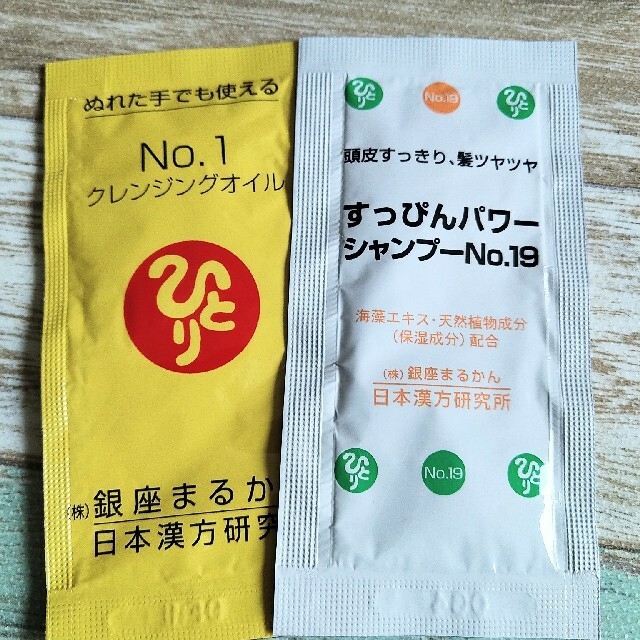 ぬれた手でも使える
No.1
クレンジングオイル
ひとり
(株)銀座まるか
日本漢方研究
ひとり
No.19
ひとり
頭皮すっきり、髪ツヤツヤ
すっぴんパワー
シャンプーNo.19
海藻エキス・天然植物成分
(保湿成分)配合
(株)銀座まるかん
日本漢方研究所
ひとり
No.19
ひとり